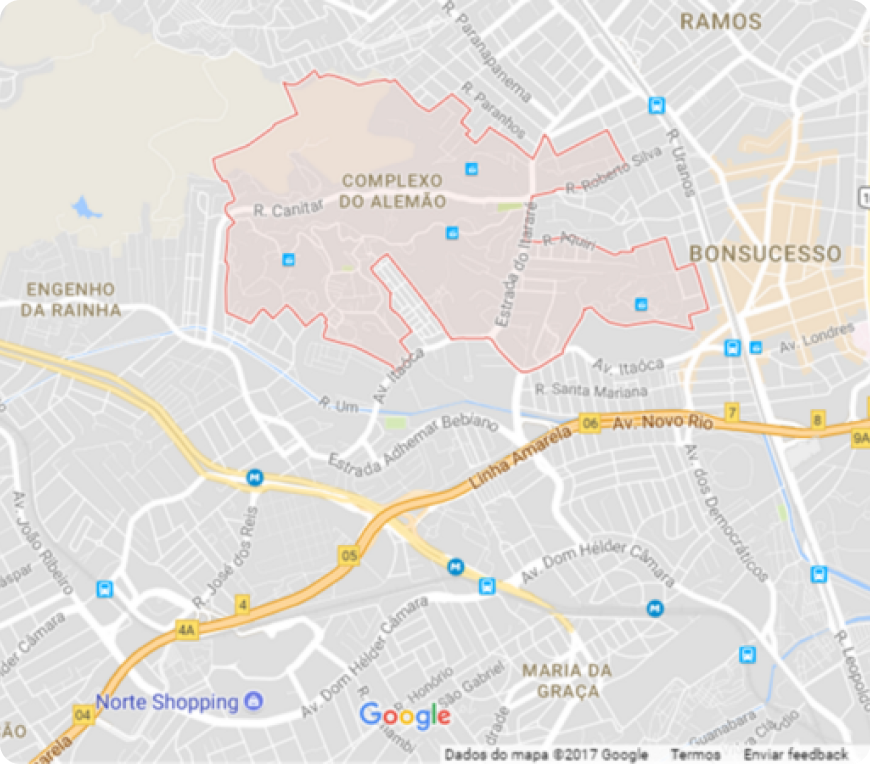 RAMOS
R. Paranapanema
R. Paranhos
R. Uranos
COMPLEXO
DO ALEMÃO
R. Roberto Silva
R. Canitar
Estrada do Itararé
R. Aquiri
BONSUCESSO
ENGENHO
DA RAINHA
Av. Londres
Av. Itaóca
Av. Itaóca
R. Santa Mariana
R. Um
Estrada Adhemar Bebiano
06
Av. Novo Rio
7
8
9A
Linha Amarela
Av. dos Democráticos
Av. João Ribeiro
R. José dos Reis
05
Av. Dom Hélder Câmara
4
4A
Av. Dom Hélder Câmara
MARIA DA
GRAÇA
R. Honório
São Gabriel
Norte Shopping
04
Google
R. Leopoldo
Guanabara
Dados do mapa ©2017 Google Termos Enviar feedback